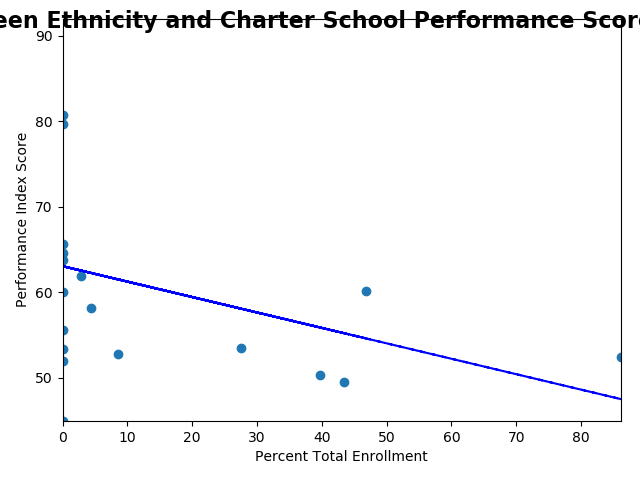 een Ethnicity and Charter School Performance Scor
90
80
70
60
50
Performance Index Score
0 10 20 30 40 50 60 70 80
Percent Total Enrollment